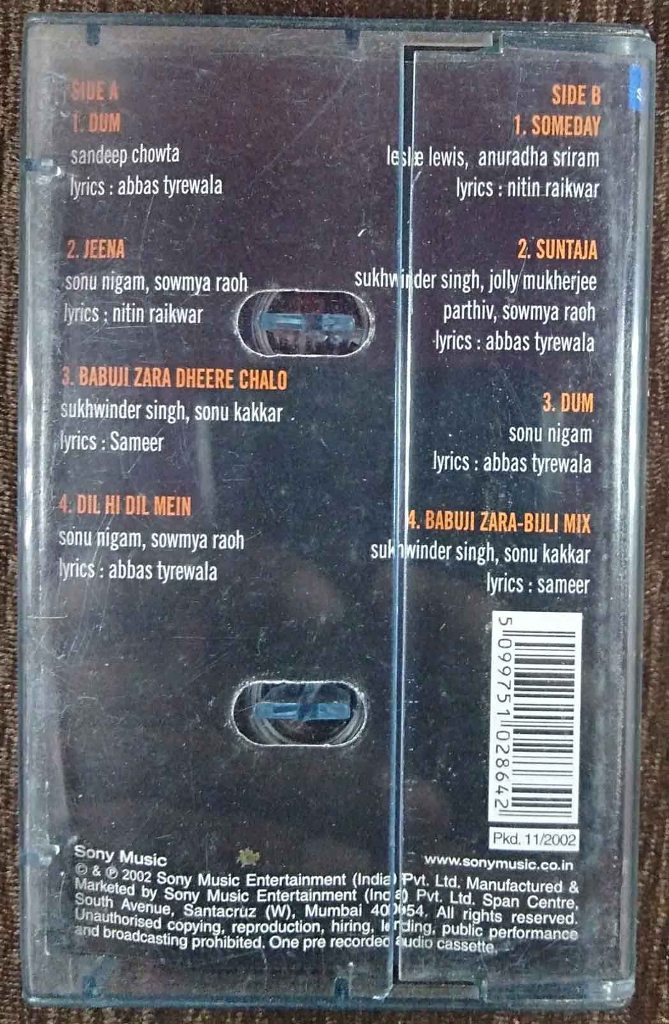 SIDE A
1. DUM
sandeep chowta
lyrics : abbas tyrewala
2. JEENA
sonu nigam, sowmya raoh
lyrics : nitin raikwar
3. BABUJI ZARA DHEERE CHALO
sukhwinder singh, sonu kakkar
lyrics : Sameer
4. DIL HI DIL MEIN
sonu nigam, sowmya raoh
lyrics : abbas tyrewala
SIDE B
1. SOMEDAY
leslie lewis, anuradha sriram
lyrics : nitin raikwar
2. SUNTAJA
sukhwinder singh, jolly mukherjee
parthiv, sowmya raoh
lyrics : abbas tyrewala
3. DUM
sonu nigam
lyrics : abbas tyrewala
4. BABUJI ZARA-BIJLI MIX
sukhwinder singh, sonu kakkar
lyrics : sameer
5 099751 028642
Pkd. 11/2002
Sony Music
www.sonymusic.co.in
© & ℗ 2002 Sony Music Entertainment (India) Pvt. Ltd. Manufactured &
Marketed by Sony Music Entertainment (India) Pvt. Ltd. Span Centre,
South Avenue, Santacruz (W), Mumbai 400054. All rights reserved.
Unauthorised copying, reproduction, hiring, lending, public performance
and broadcasting prohibited. One pre recorded audio cassette.